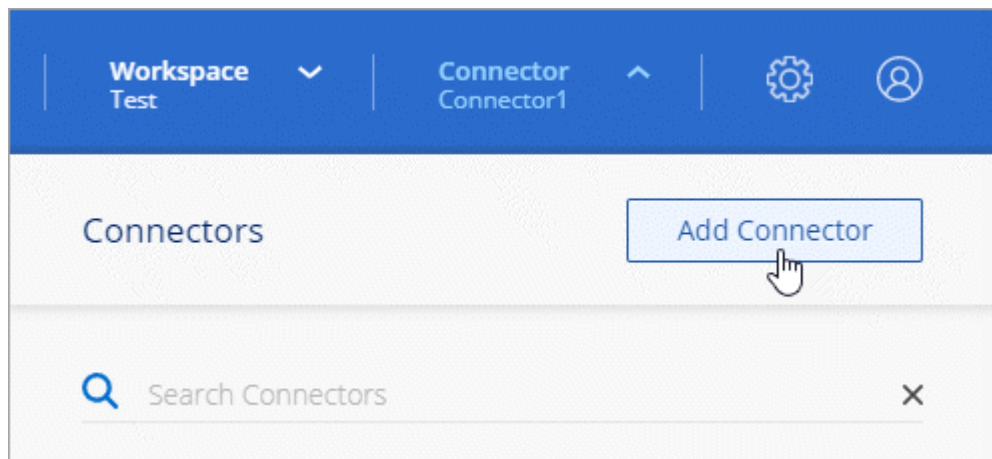 Workspace
Test
Connector
Connector1
Connectors
Add Connector
Search Connectors